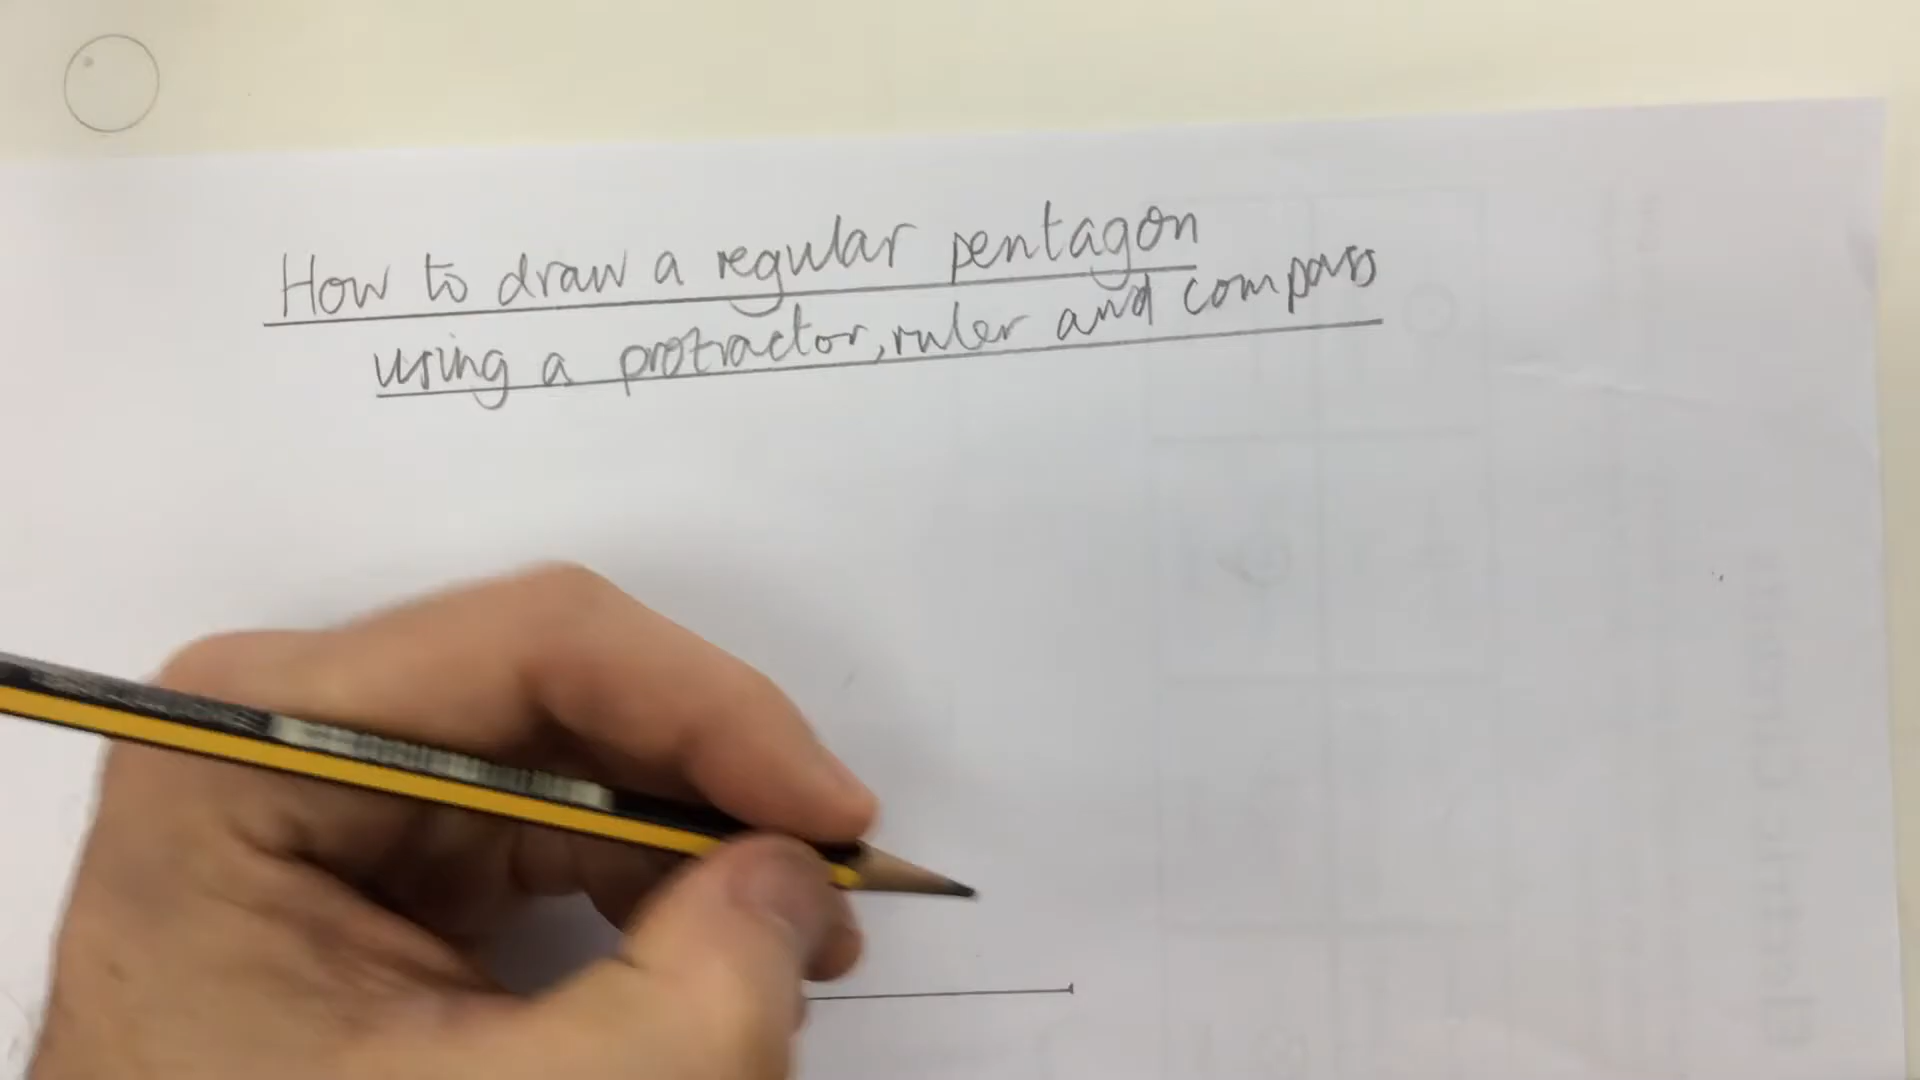 How to draw a regular pentagon
using a protractor, ruler and compass